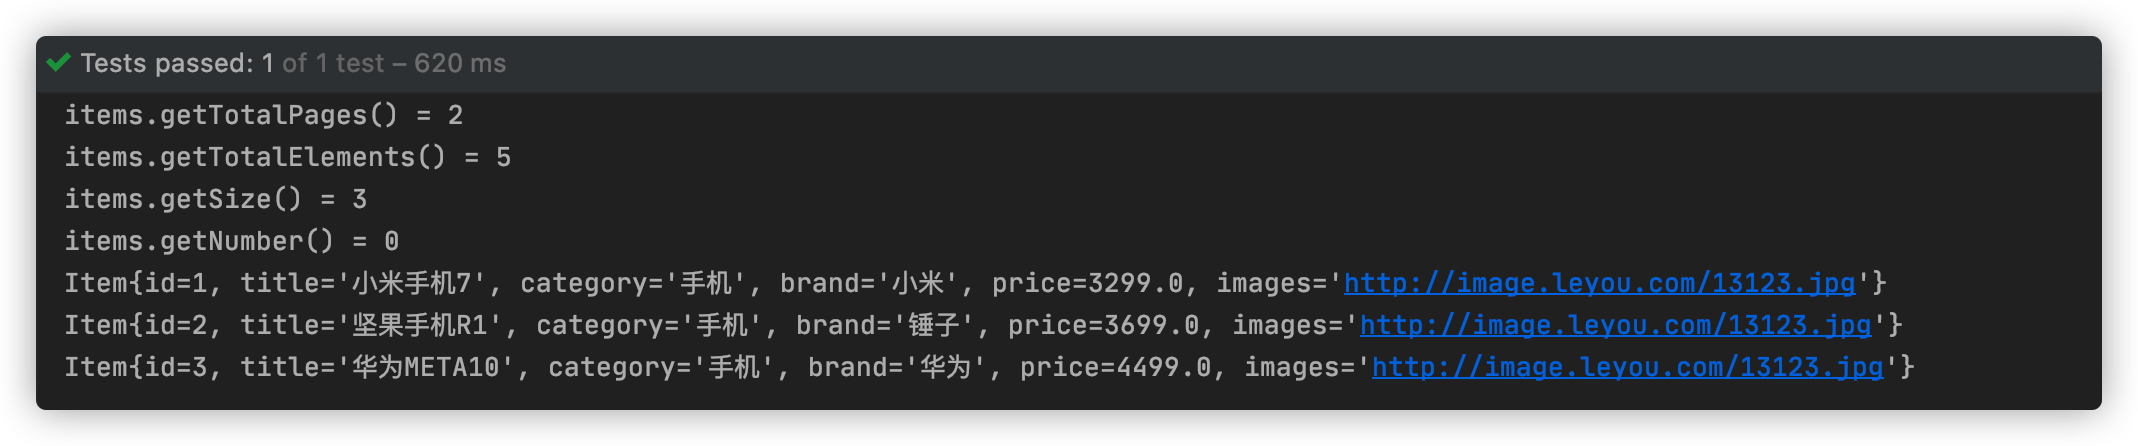 Tests passed: 1 of 1 test – 620 ms
items.getTotalPages() = 2
items.getTotalElements() = 5
items.getSize() = 3
items.getNumber() = 0
Item{id=1, title='小米手机7', category='手机', brand='小米', price=3299.0, images='http://image.leyou.com/13123.jpg'}
Item{id=2, title='坚果手机R1', category='手机', brand='锤子', price=3699.0, images='http://image.leyou.com/13123.jpg'}
Item{id=3, title='华为META10', category='手机', brand='华为', price=4499.0, images='http://image.leyou.com/13123.jpg'}